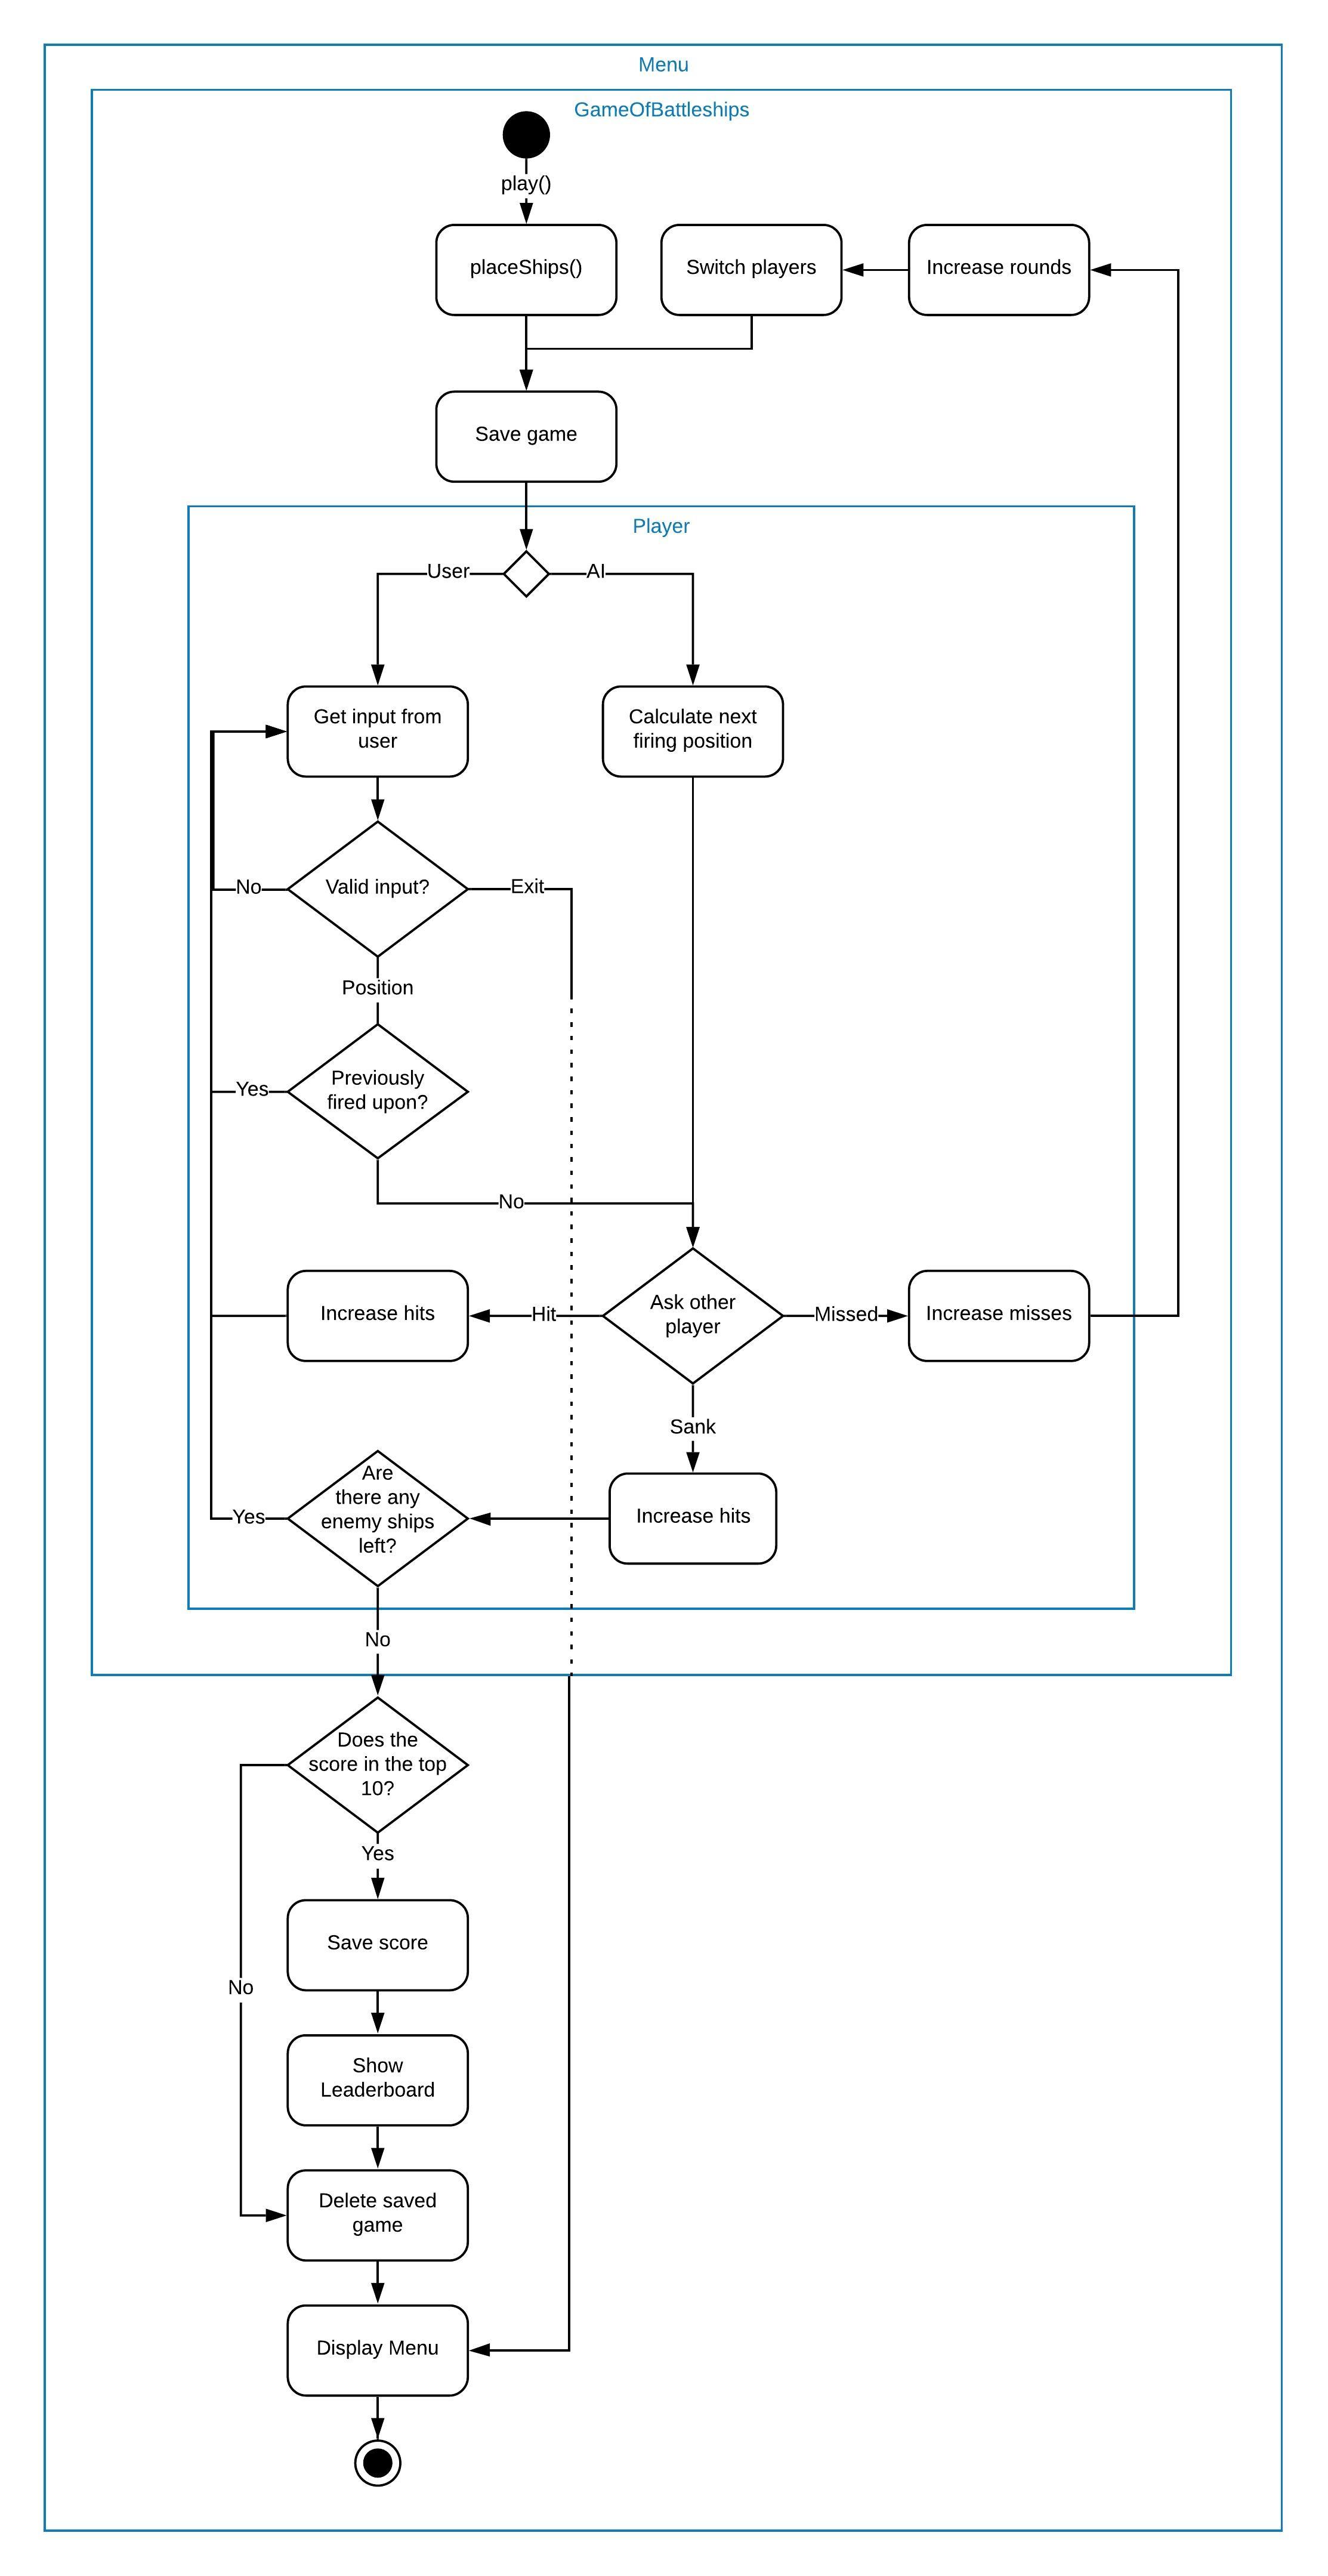 Menu
GameOfBattleships
play()
placeShips()
Switch players
Increase rounds
Save game
Player
User
AI
Get input from
user
Calculate next
firing position
Valid input?
No
Exit
Position
Previously
fired upon?
Yes
No
Increase hits
Hit
Ask other
player
Missed
Increase misses
Sank
Are
there any
enemy ships
left?
Yes
Increase hits
No
Does the
score in the top
10?
Yes
Save score
No
Show
Leaderboard
Delete saved
game
Display Menu